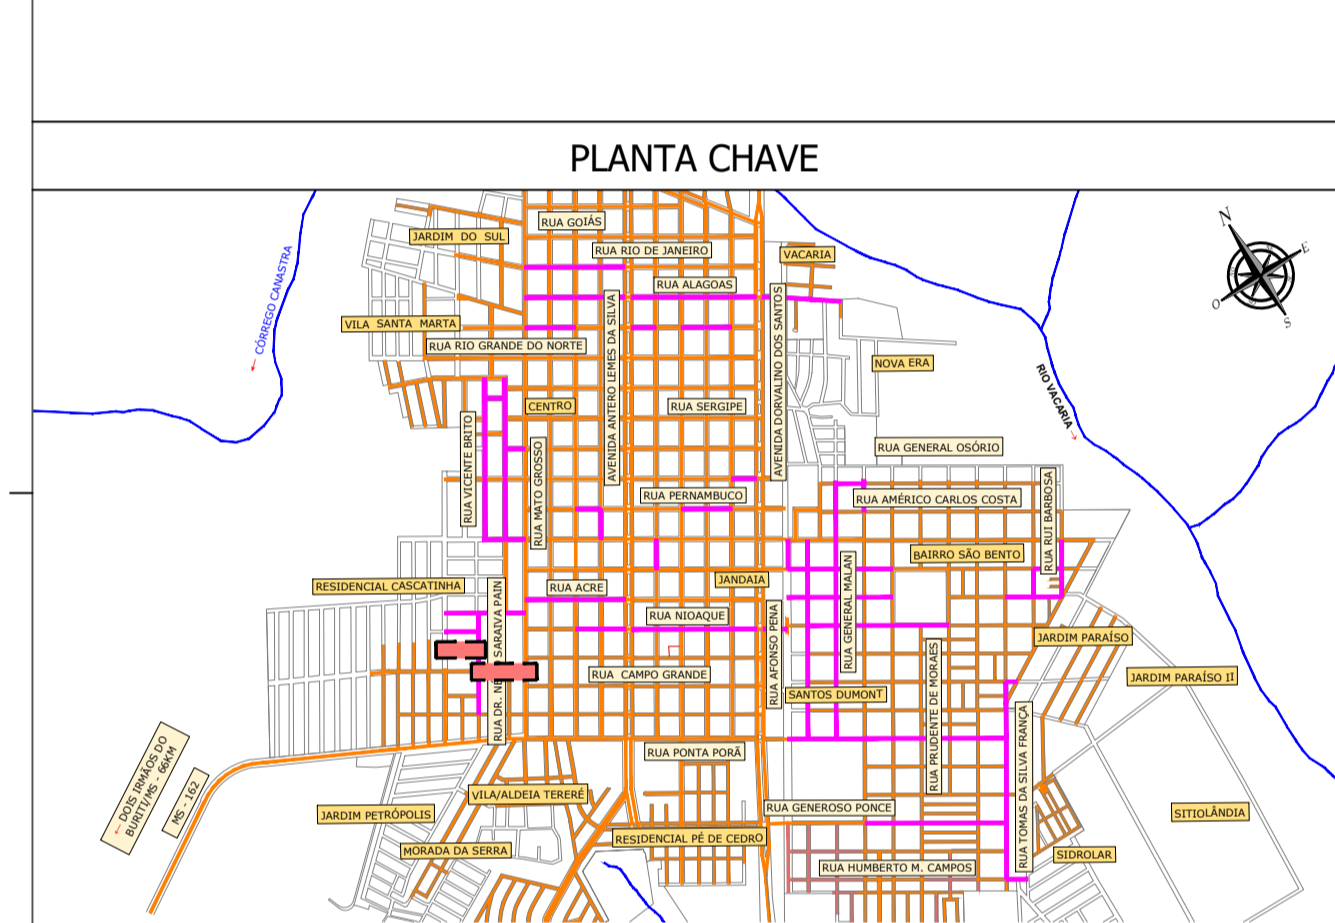 PLANTA CHAVE
N
E
O
S
RUA GOIÁS
JARDIM DO SUL
RUA RIO DE JANEIRO
VACARIA
CÓRREGO CANASTRA
RUA ALAGOAS
VILA SANTA MARTA
RUA RIO GRANDE DO NORTE
AVENIDA ANTERO LEMES DA SILVA
AVENIDA DORVALINO DOS SANTOS
NOVA ERA
RIO VACARIA
CENTRO
RUA SERGIPE
RUA VICENTE BRITO
RUA MATO GROSSO
RUA GENERAL OSÓRIO
RUA PERNAMBUCO
RUA AMÉRICO CARLOS COSTA
RUA RUI BARBOSA
BAIRRO SÃO BENTO
RESIDENCIAL CASCATINHA
RUA ACRE
JANDAIA
RUA NIOAQUE
RUA GENERAL MALAN
RUA AFONSO PENA
JARDIM PARAÍSO
RUA DR. NE
SARAIVA PAIN
RUA CAMPO GRANDE
JARDIM PARAÍSO II
SANTOS DUMONT
RUA PRUDENTE DE MORAES
RUA TOMAS DA SILVA FRANÇA
RUA PONTA PORÃ
← DOIS IRMÃOS DO
BURITI/MS - 66KM
MS - 162
VILA/ALDEIA TERERÉ
RUA GENEROSO PONCE
JARDIM PETRÓPOLIS
SITIOLÂNDIA
RESIDENCIAL PÉ DE CEDRO
MORADA DA SERRA
SIDROLAR
RUA HUMBERTO M. CAMPOS